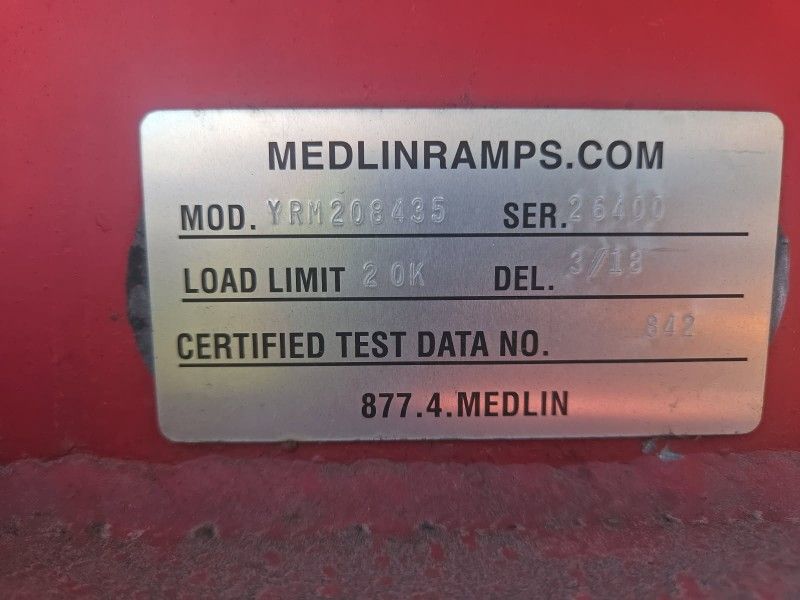 MEDLINRAMPS.COM
MOD. YRM208435 SER. 26400
LOAD LIMIT 20K DEL. 3/18
CERTIFIED TEST DATA NO. 842
877.4.MEDLIN